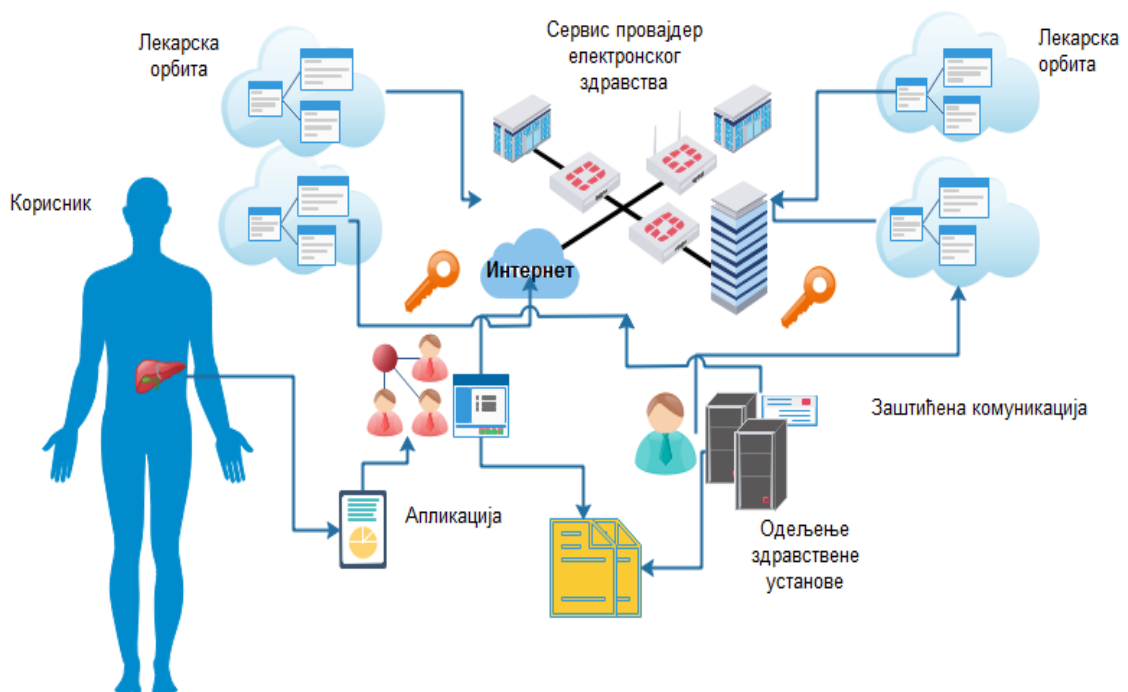 Лекарска
орбита
Сервис провајдер
електронског
здравства
Лекарска
орбита
Корисник
Интернет
Заштићена комуникација
Апликација
Одељење
здравствене
установе